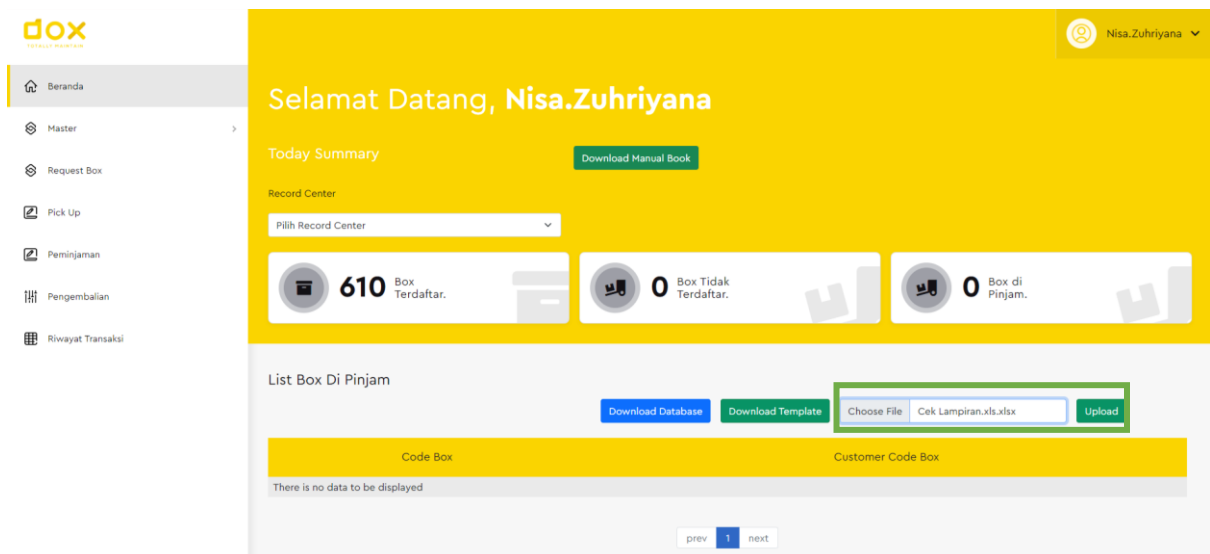 dox
TOTALLY MAINTAIN
Nisa.Zuhriyana
Beranda
Master
Request Box
Pick Up
Peminjaman
Pengembalian
Riwayat Transaksi
Selamat Datang, Nisa.Zuhriyana
Today Summary
Download Manual Book
Record Center
Pilih Record Center
610 Box Terdaftar.
0 Box Tidak Terdaftar.
0 Box di Pinjam.
List Box Di Pinjam
Download Database Download Template Choose File Cek Lampiran.xls.xlsx Upload
Code Box Customer Code Box
There is no data to be displayed
prev 1 next